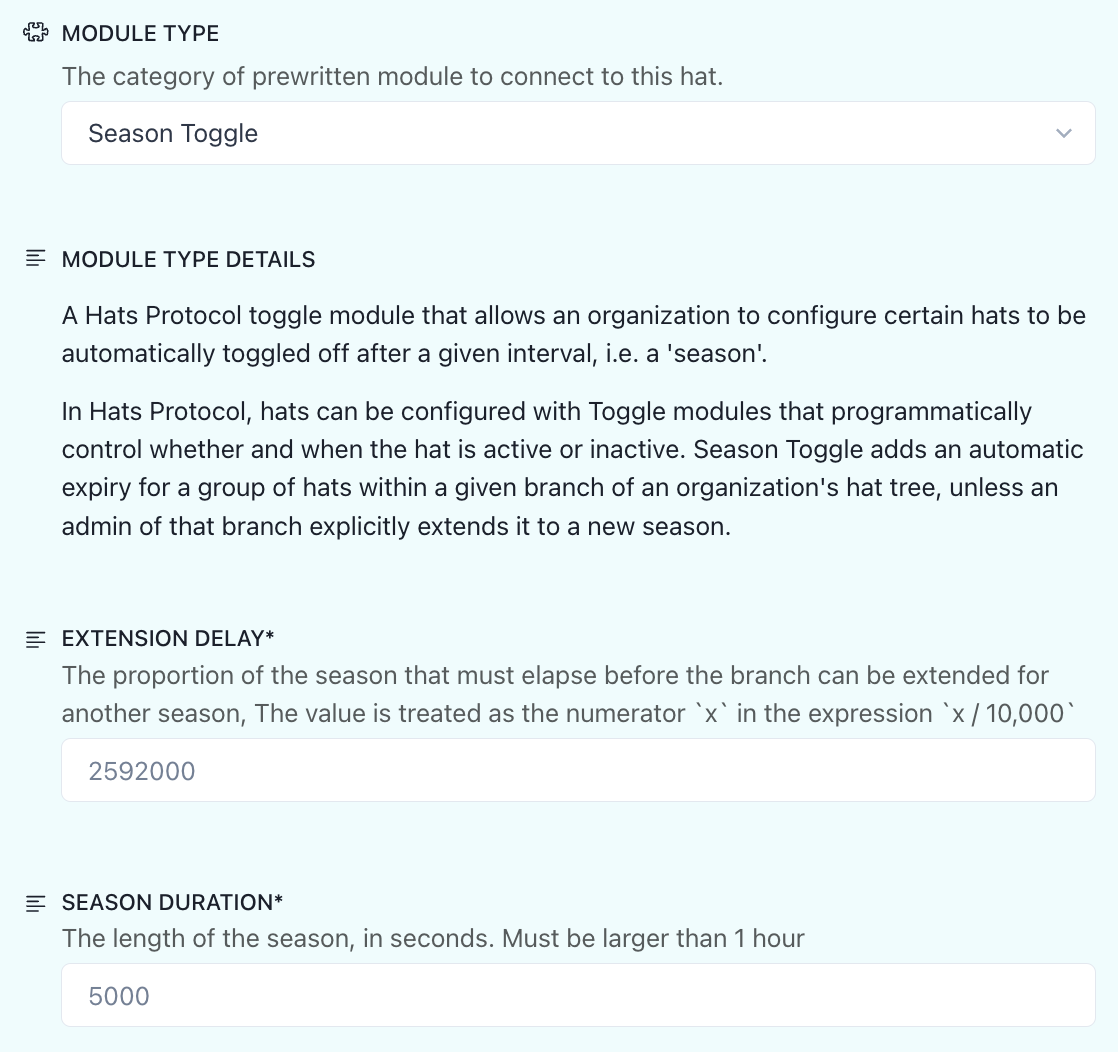 MODULE TYPE
The category of prewritten module to connect to this hat.
Season Toggle
MODULE TYPE DETAILS
A Hats Protocol toggle module that allows an organization to configure certain hats to be
automatically toggled off after a given interval, i.e. a 'season'.
In Hats Protocol, hats can be configured with Toggle modules that programmatically
control whether and when the hat is active or inactive. Season Toggle adds an automatic
expiry for a group of hats within a given branch of an organization's hat tree, unless an
admin of that branch explicitly extends it to a new season.
EXTENSION DELAY*
The proportion of the season that must elapse before the branch can be extended for
another season, The value is treated as the numerator `x` in the expression `x / 10,000`
2592000
SEASON DURATION*
The length of the season, in seconds. Must be larger than 1 hour
5000